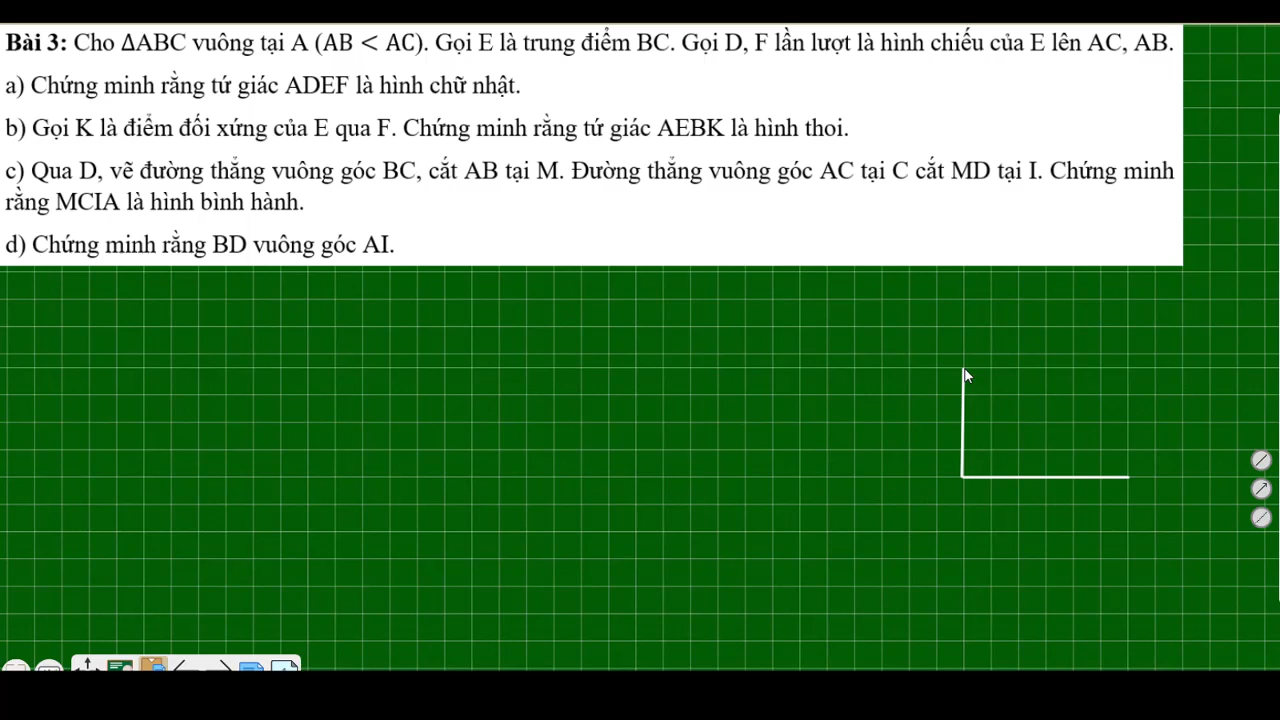 Bài 3: Cho ΔABC vuông tại A (AB < AC). Gọi E là trung điểm BC. Gọi D, F lần lượt là hình chiếu của E lên AC, AB.
a) Chứng minh rằng tứ giác ADEF là hình chữ nhật.
b) Gọi K là điểm đối xứng của E qua F. Chứng minh rằng tứ giác AEBK là hình thoi.
c) Qua D, vẽ đường thẳng vuông góc BC, cắt AB tại M. Đường thẳng vuông góc AC tại C cắt MD tại I. Chứng minh
rằng MCIA là hình bình hành.
d) Chứng minh rằng BD vuông góc AI.